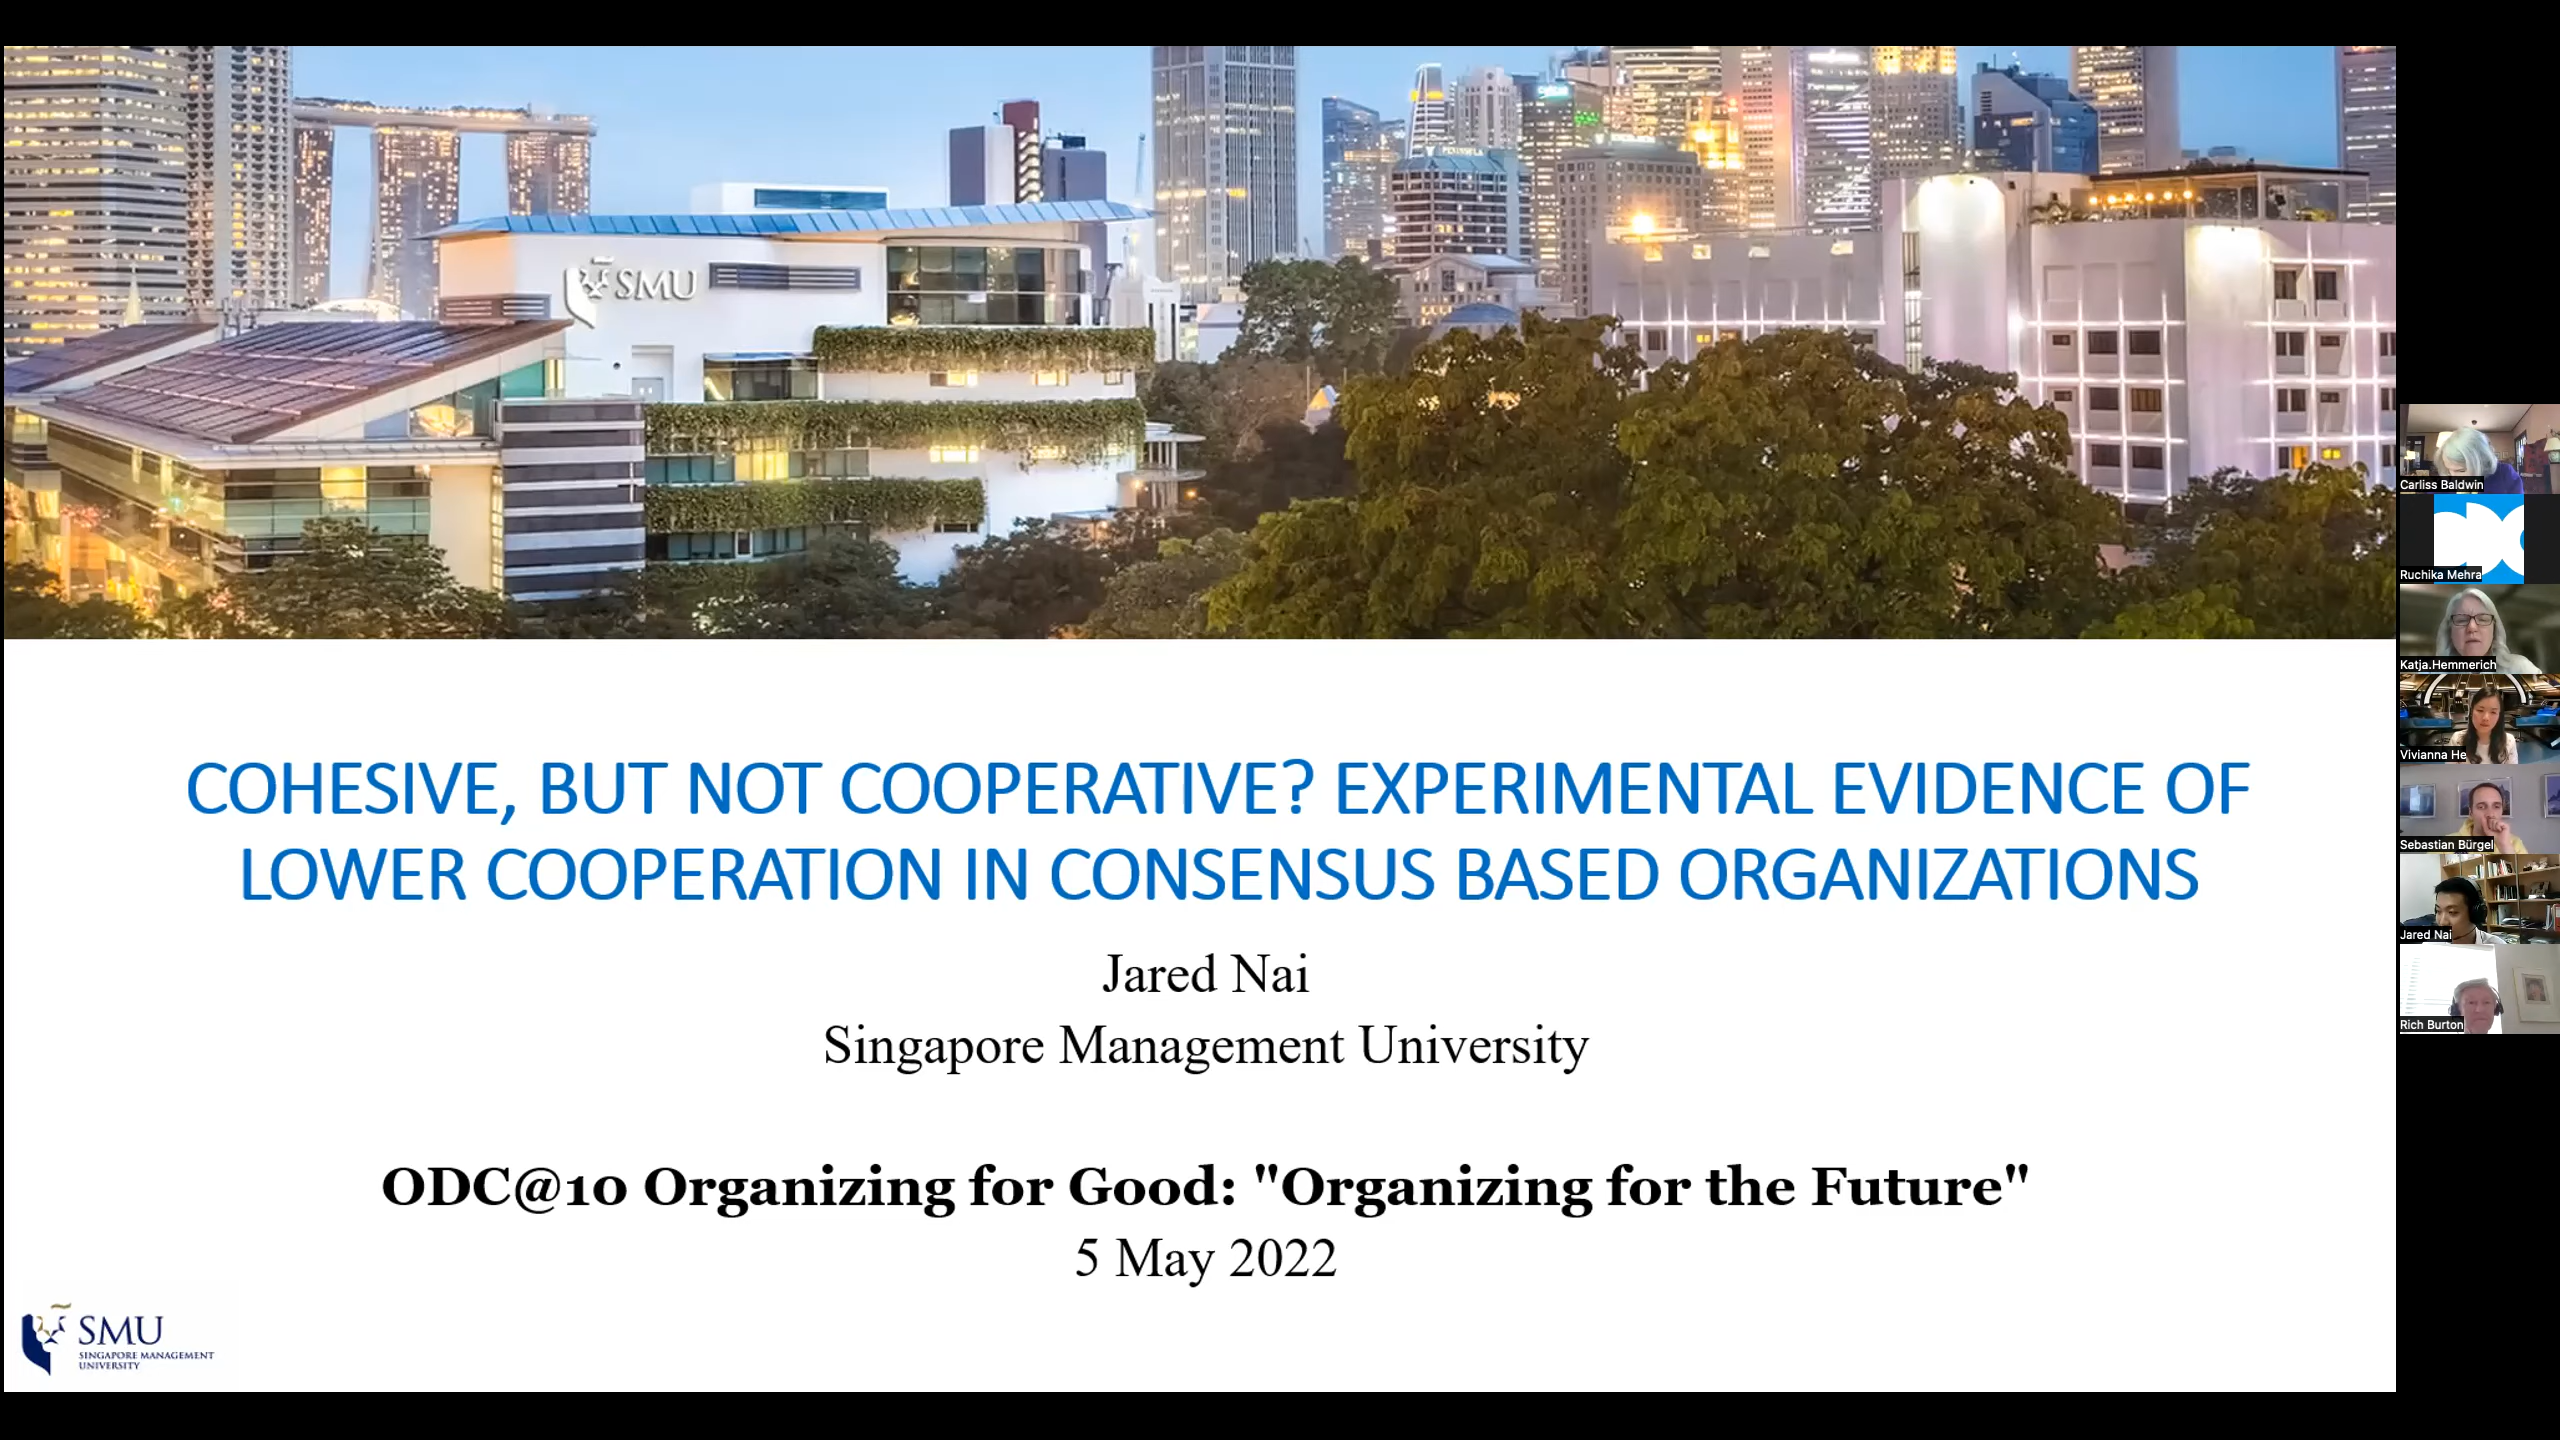 SMU
COHESIVE, BUT NOT COOPERATIVE? EXPERIMENTAL EVIDENCE OF
LOWER COOPERATION IN CONSENSUS BASED ORGANIZATIONS
Jared Nai
Singapore Management University
ODC@10 Organizing for Good: "Organizing for the Future"
5 May 2022
SMU
SINGAPORE MANAGEMENT
UNIVERSITY
Carliss Baldwin
Ruchika Mehra
Katja.Hemmerich
Vivianna He
Sebastian Bürgel
Jared Nai
Rich Burton